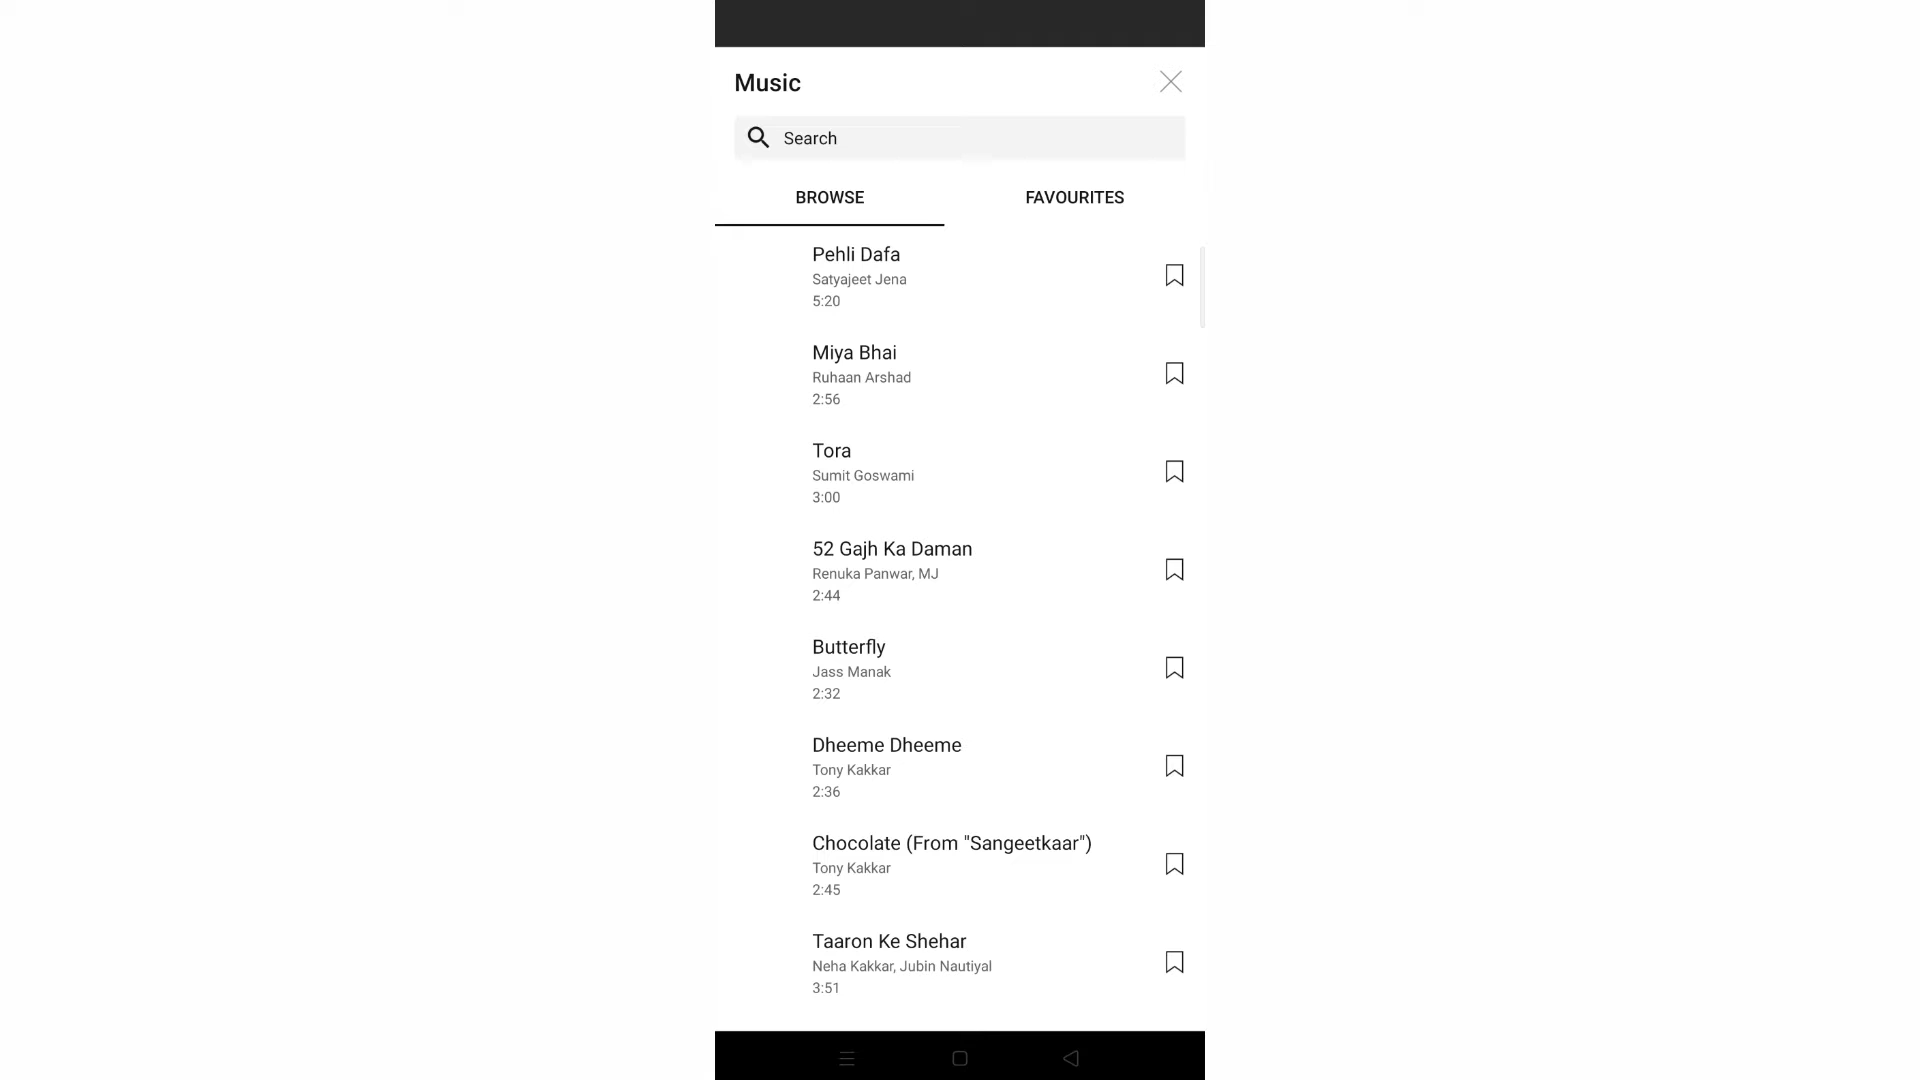 Music
Search
BROWSE
FAVOURITES
Pehli Dafa
Satyajeet Jena
5:20
Miya Bhai
Ruhaan Arshad
2:56
Tora
Sumit Goswami
3:00
52 Gajh Ka Daman
Renuka Panwar, MJ
2:44
Butterfly
Jass Manak
2:32
Dheeme Dheeme
Tony Kakkar
2:36
Chocolate (From "Sangeetkaar")
Tony Kakkar
2:45
Taaron Ke Shehar
Neha Kakkar, Jubin Nautiyal
3:51